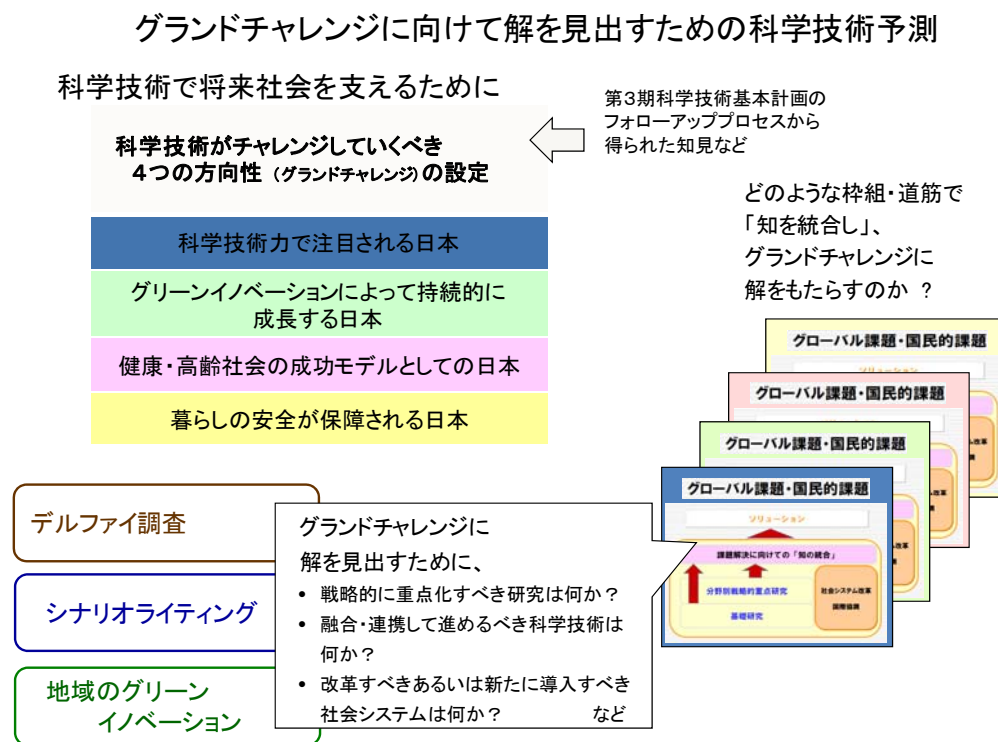 グランドチャレンジに向けて解を見出すための科学技術予測
科学技術で将来社会を支えるために
科学技術がチャレンジしていくべき
4つの方向性(グランドチャレンジ)の設定
第3期科学技術基本計画の
フォローアッププロセスから
得られた知見など
科学技術力で注目される日本
グリーンイノベーションによって持続的に
成長する日本
健康・高齢社会の成功モデルとしての日本
暮らしの安全が保障される日本
どのような枠組・道筋で
「知を統合し」、
グランドチャレンジに
解をもたらすのか ?
グローバル課題・国民的課題
ソリューション
グローバル課題・国民的課題
グローバル課題・国民的課題
グローバル課題・国民的課題
ソリューション
課題解決に向けての「知の統合」
分野別戦略的重点研究
基礎研究
社会システム改革
国際協調
デルファイ調査
シナリオライティング
地域のグリーン
イノベーション
グランドチャレンジに
解を見出すために、
• 戦略的に重点化すべき研究は何か?
• 融合・連携して進めるべき科学技術は
何か?
• 改革すべきあるいは新たに導入すべき
社会システムは何か? など